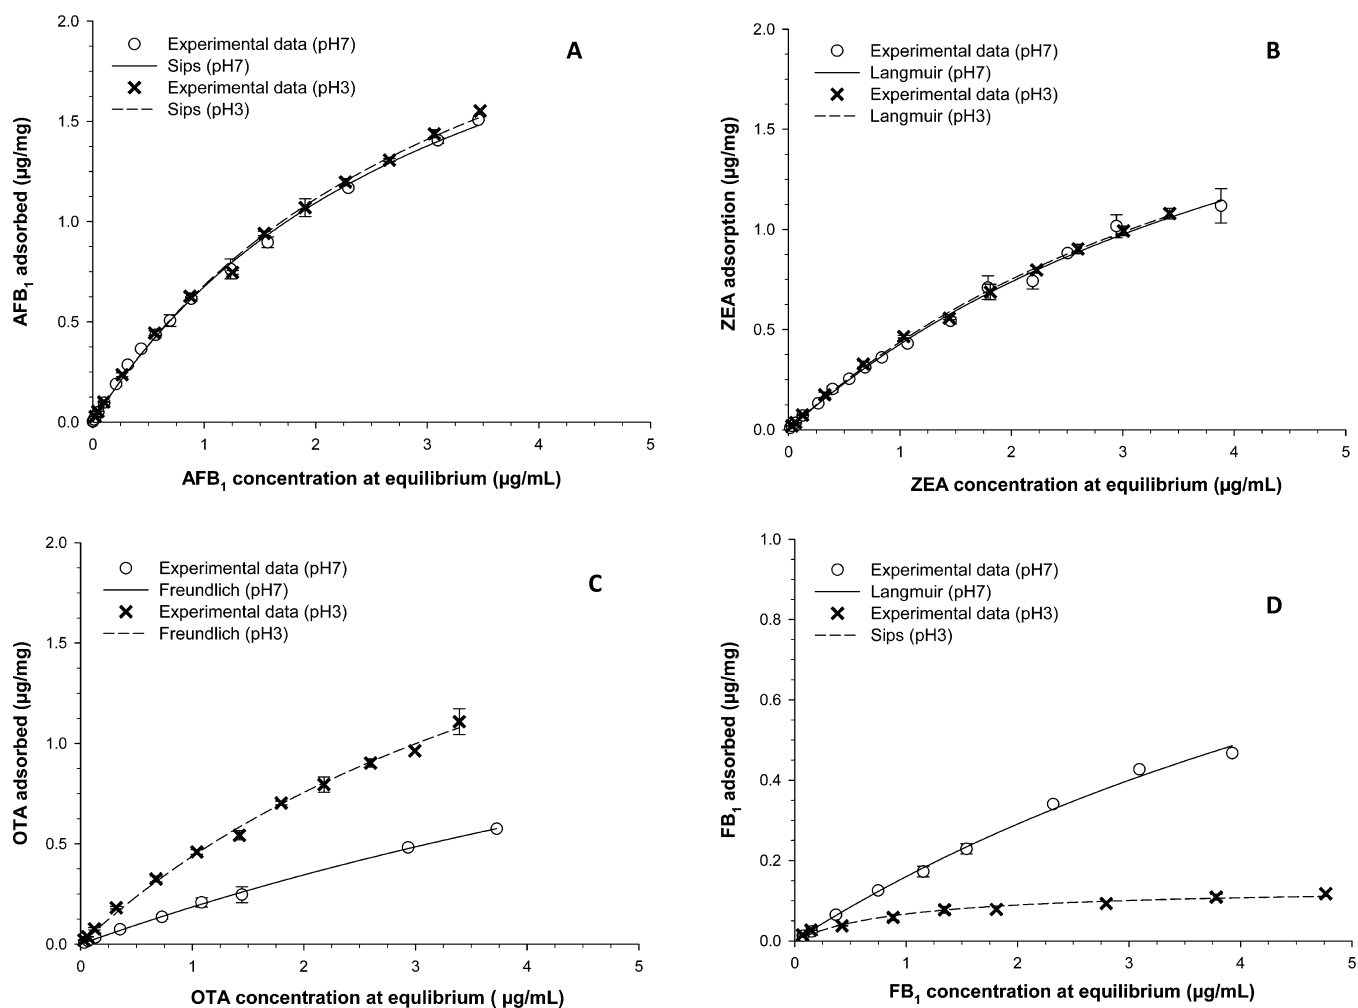 A
Experimental data (pH7)
Sips (pH7)
Experimental data (pH3)
Sips (pH3)
2.0
1.5
1.0
0.5
0.0
AFB1 adsorbed (µg/mg)
0 1 2 3 4 5
AFB1 concentration at equilibrium (µg/mL)
B
Experimental data (pH7)
Langmuir (pH7)
Experimental data (pH3)
Langmuir (pH3)
2.0
1.5
1.0
0.5
0.0
ZEA adsorption (µg/mg)
0 1 2 3 4 5
ZEA concentration at equilibrium (µg/mL)
C
Experimental data (pH7)
Freundlich (pH7)
Experimental data (pH3)
Freundlich (pH3)
2.0
1.5
1.0
0.5
0.0
OTA adsorbed (µg/mg)
0 1 2 3 4 5
OTA concentration at equilibrium ( µg/mL)
D
Experimental data (pH7)
Langmuir (pH7)
Experimental data (pH3)
Sips (pH3)
1.0
0.8
0.6
0.4
0.2
0.0
FB1 adsorbed (µg/mg)
0 1 2 3 4 5
FB1 concentration at equilibrium (µg/mL)